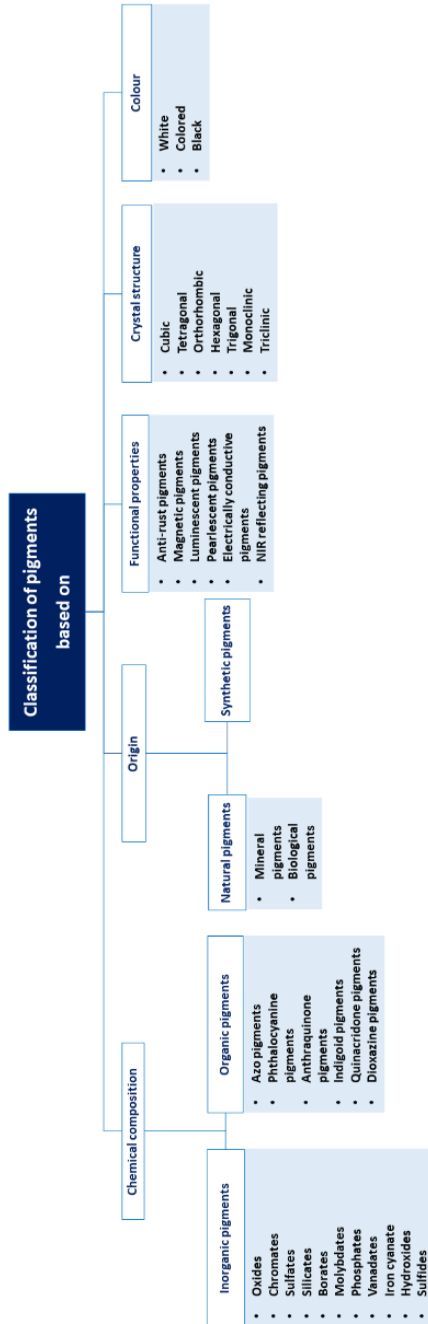 Classification of pigments
based on
Chemical composition
Inorganic pigments
• Oxides
• Chromates
• Sulfates
• Silicates
• Borates
• Molybdates
• Phosphates
• Vanadates
• Iron cyanate
• Hydroxides
• Sulfides
Organic pigments
• Azo pigments
• Phthalocyanine
pigments
• Anthraquinone
pigments
• Indigold pigments
• Quinacridone pigments
• Dioxazine pigments
Origin
Natural pigments
• Mineral
pigments
• Biological
pigments
Synthetic pigments
Functional properties
• Anti-rust pigments
• Magnetic pigments
• Luminescent pigments
• Pearlescent pigments
• Electrically conductive
pigments
• NIR reflecting pigments
Crystal structure
• Cubic
• Tetragonal
• Orthorhombic
• Hexagonal
• Trigonal
• Monoclinic
• Triclinic
Colour
• White
• Colored
• Black